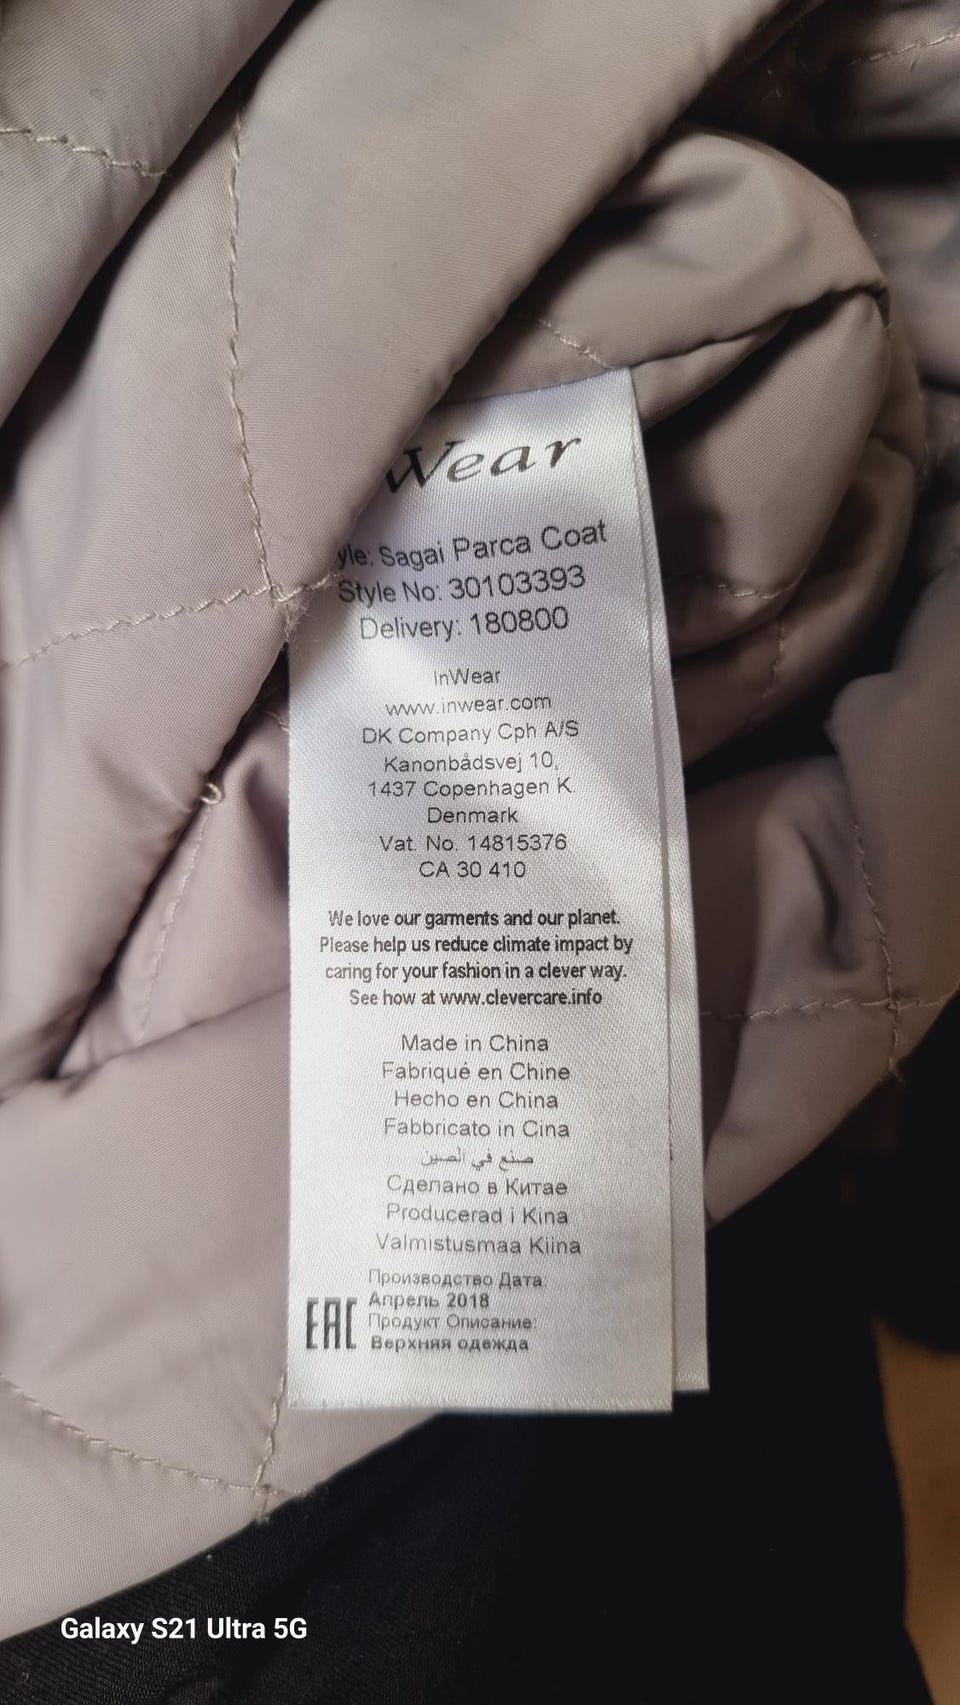 Wear
yle: Sagai Parca Coat
Style No: 30103393
Delivery: 180800
InWear
www.inwear.com
DK Company Cph A/S
Kanonbådsvej 10,
1437 Copenhagen K.
Denmark
Vat. No. 14815376
CA 30 410
We love our garments and our planet.
Please help us reduce climate impact by
caring for your fashion in a clever way.
See how at www.clevercare.info
Made in China
Fabriqué en Chine
Hecho en China
Fabbricato in Cina
صنع في الصين
Сделано в Китае
Producerad i Kina
Valmistusmaa Kiina
Производство Дата:
Апрель 2018
Продукт Описание:
Верхняя одежда
EAC
Galaxy S21 Ultra 5G